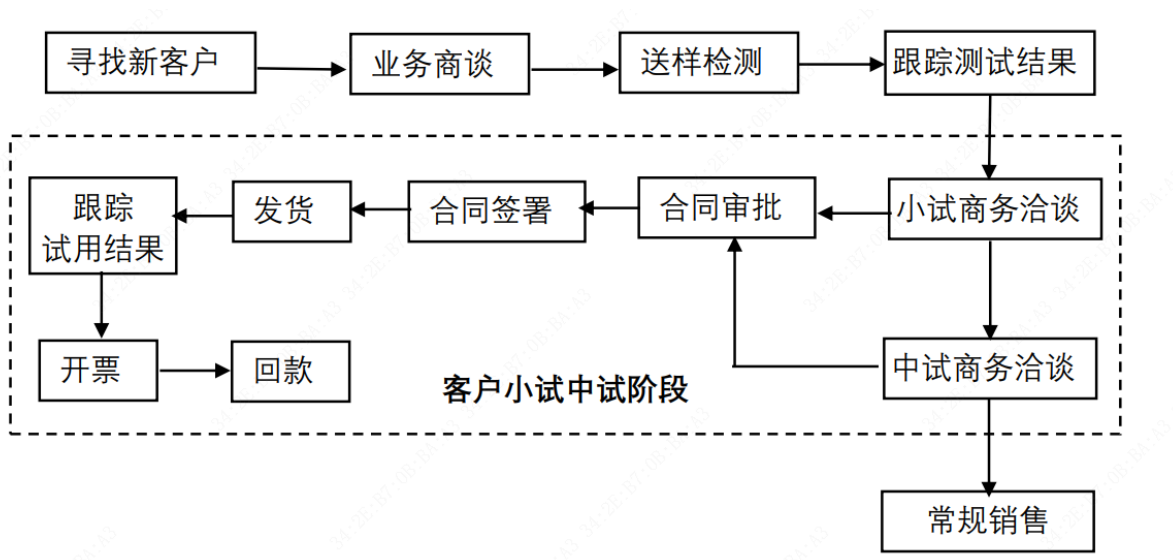 寻找新客户
业务商谈
送样检测
跟踪测试结果
跟踪
试用结果
发货
合同签署
合同审批
小试商务洽谈
开票
回款
客户小试中试阶段
中试商务洽谈
常规销售